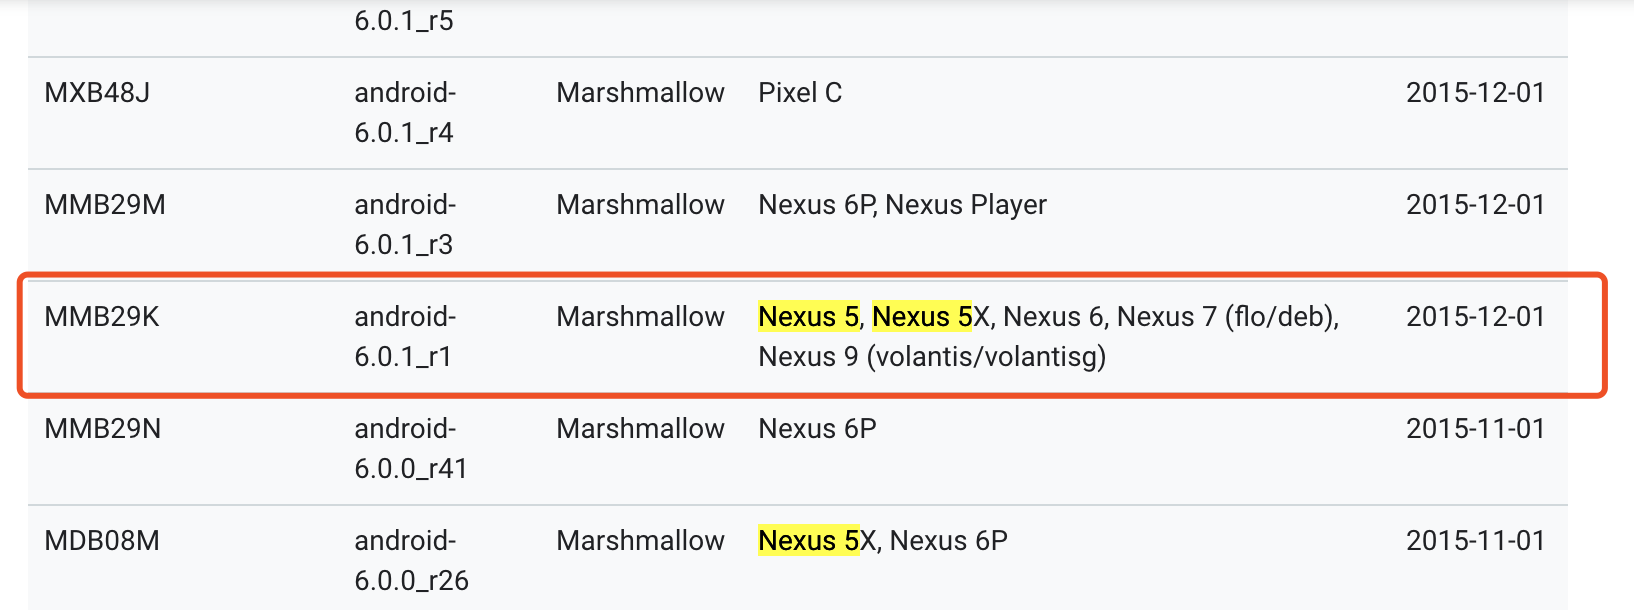 6.0.1_r5
MXB48J android- Marshmallow Pixel C 2015-12-01
6.0.1_r4
MMB29M android- Marshmallow Nexus 6P, Nexus Player 2015-12-01
6.0.1_r3
MMB29K android- Marshmallow Nexus 5, Nexus 5X, Nexus 6, Nexus 7 (flo/deb), 2015-12-01
6.0.1_r1 Nexus 9 (volantis/volantisg)
MMB29N android- Marshmallow Nexus 6P 2015-11-01
6.0.0_r41
MDB08M android- Marshmallow Nexus 5X, Nexus 6P 2015-11-01
6.0.0_r26